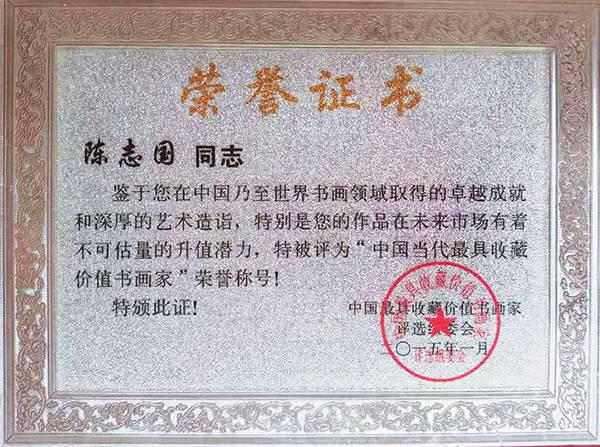 荣誉证书
陈志国 同志
鉴于您在中国乃至世界书画领域取得的卓越成就
和深厚的艺术造诣，特别是您的作品在未来市场有着
不可估量的升值潜力，特被评为“中国当代最具收藏
价值书画家”荣誉称号！
特颁此证！
中国最具收藏价值书画家
评选组委会
二〇一五年一月
评选组委会